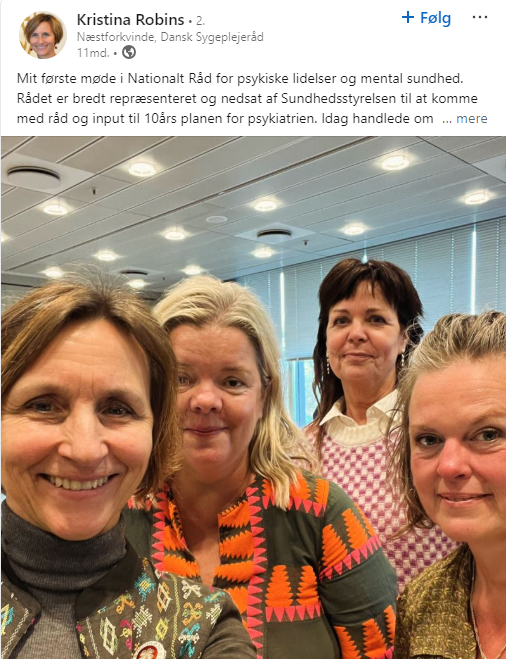 Kristina Robins • 2.
+ Følg
...
Næstforkvinde, Dansk Sygeplejeråd
11md. •
Mit første møde i Nationalt Råd for psykiske lidelser og mental sundhed.
Rådet er bredt repræsenteret og nedsat af Sundhedsstyrelsen til at komme
med råd og input til 10års planen for psykiatrien. Idag handlede om ... mere